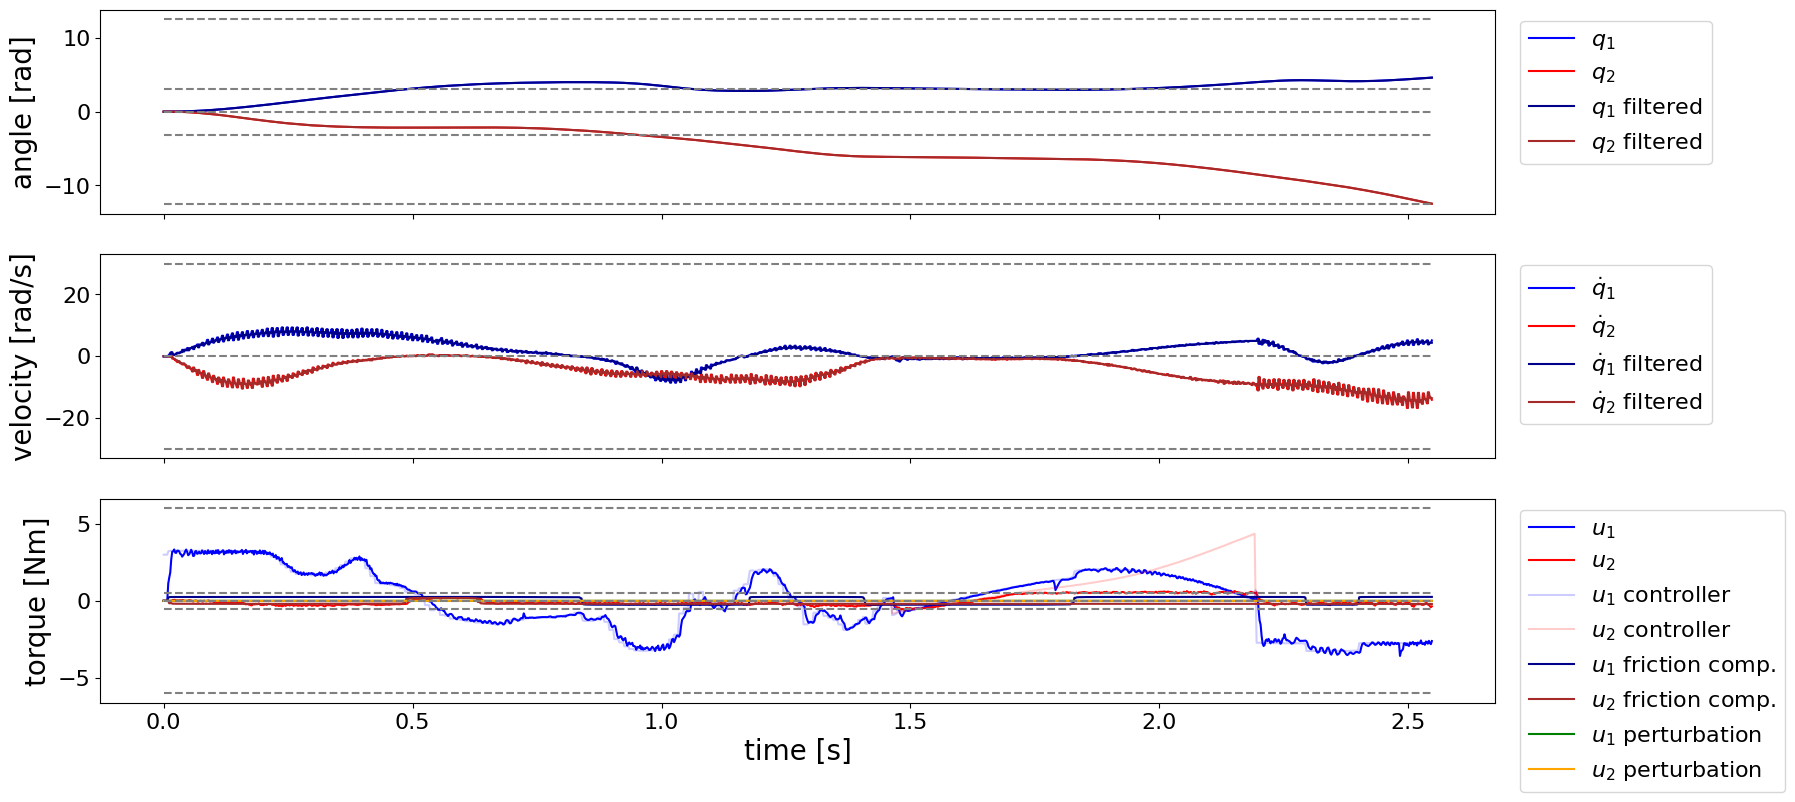 angle [rad]
10
0
−10
q₁
q₂
q₁ filtered
q₂ filtered
velocity [rad/s]
20
0
−20
q̇₁
q̇₂
q̇₁ filtered
q̇₂ filtered
torque [Nm]
5
0
−5
0.0
0.5
1.0
1.5
2.0
2.5
time [s]
u₁
u₂
u₁ controller
u₂ controller
u₁ friction comp.
u₂ friction comp.
u₁ perturbation
u₂ perturbation